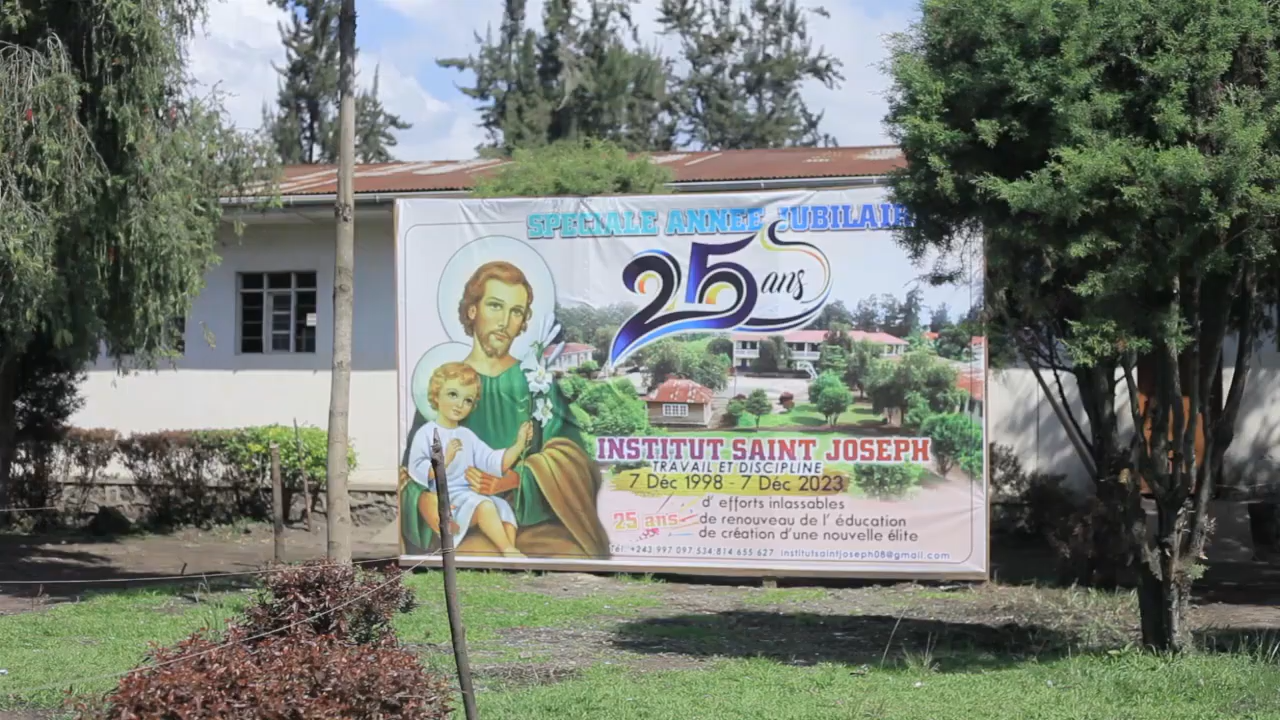 SPECIALE ANNEE JUBILAIR
25 ans
INSTITUT SAINT JOSEPH
TRAVAIL ET DISCIPLINE
7 Déc 1998 - 7 Déc 2023
25 ans
d' efforts inlassables
de renouveau de l' éducation
de création d'une nouvelle élite
Tél: +243 997 097 534, 814 655 627 institutsaintjoseph08@gmail.com